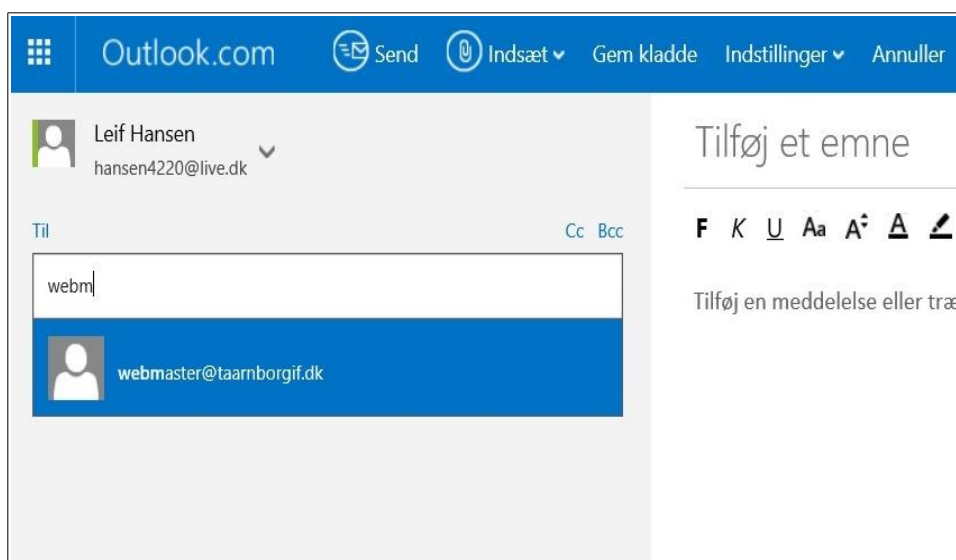 Outlook.com Send Indsæt Gem kladde Indstillinger Annuller
Leif Hansen
hansen4220@live.dk
Til Cc Bcc
webm
webmaster@taarnborgif.dk
Tilføj et emne
F K U Aa A A
Tilføj en meddelelse eller træ